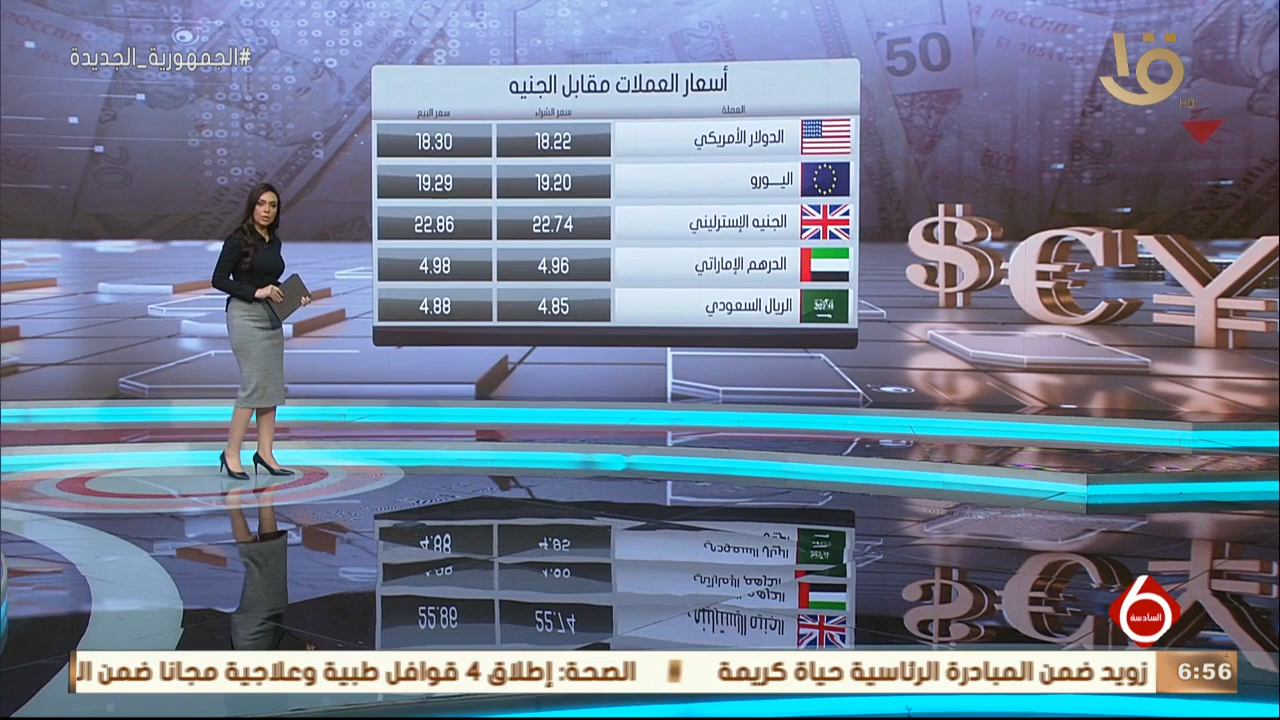 #الجمهورية_الجديدة
50
HD
أسعار العملات مقابل الجنيه
العملة سعر الشراء سعر البيع
الدولار الأمريكي 18.22 18.30
اليـــورو 19.20 19.29
الجنيه الإسترليني 22.74 22.86
الدرهم الإماراتي 4.96 4.98
الريال السعودي 4.85 4.88
$€¥
6
السادسة
6:56 زويد ضمن المبادرة الرئاسية حياة كريمة الصحة: إطلاق 4 قوافل طبية وعلاجية مجانا ضمن ال